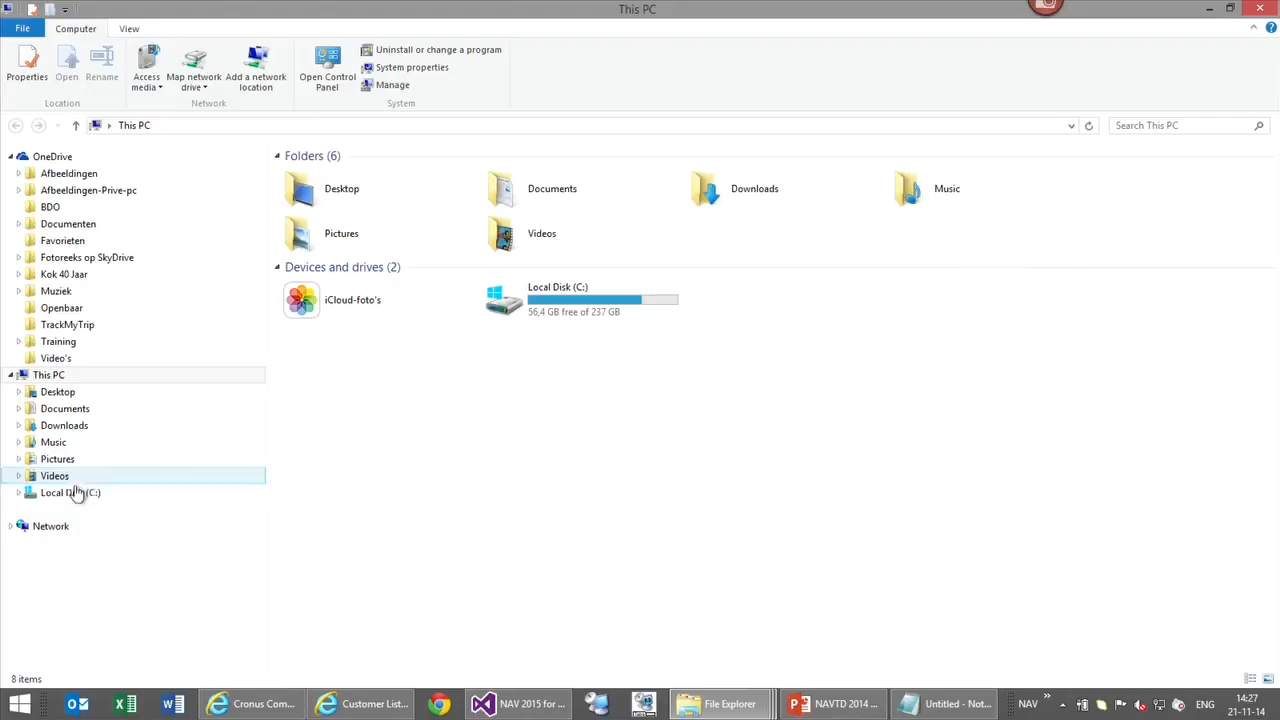 This PC
File
Computer
View
Properties
Open
Rename
Access
media
Map network
drive
Add a network
location
Open Control
Panel
Uninstall or change a program
System properties
Manage
Location
Network
System
This PC
Search This PC
OneDrive
Afbeeldingen
Afbeeldingen-Prive-pc
BDO
Documenten
Favorieten
Fotoreeks op SkyDrive
Kok 40 Jaar
Muziek
Openbaar
TrackMyTrip
Training
Video's
This PC
Desktop
Documents
Downloads
Music
Pictures
Videos
Local (C:)
Network
Folders (6)
Desktop
Documents
Downloads
Music
Pictures
Videos
Devices and drives (2)
iCloud-foto's
Local Disk (C:)
56,4 GB free of 237 GB
8 items
Cronus Com...
Customer List...
NAV 2015 for ...
File Explorer
NAVTD 2014 ...
Untitled - Not...
NAV
ENG
14:27
21-11-14